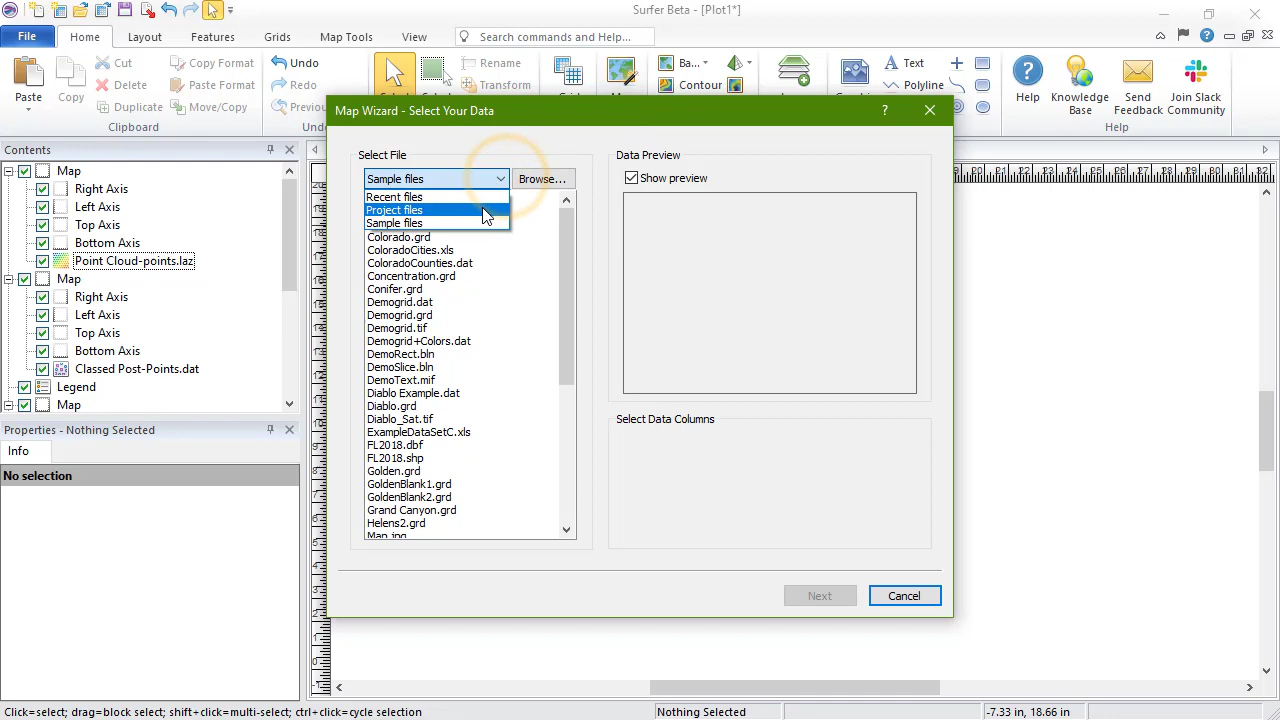 Surfer Beta - [Plot1*]
File
Home
Layout
Features
Grids
Map Tools
View
Search commands and Help...
Paste
Copy
Cut
Delete
Duplicate
Copy Format
Paste Format
Move/Copy
Clipboard
Undo
Redo
Previou
Rename
Transform
Ba...
Contour
Text
Polyline
Help
Knowledge Base
Send Feedback
Join Slack Community
Help
Contents
Map
Right Axis
Left Axis
Top Axis
Bottom Axis
Point Cloud-points.laz
Map
Right Axis
Left Axis
Top Axis
Bottom Axis
Classed Post-Points.dat
Legend
Map
Properties - Nothing Selected
Info
No selection
Map Wizard - Select Your Data
Select File
Sample files
Browse...
Recent files
Project files
Sample files
Colorado.grd
ColoradoCities.xls
ColoradoCounties.dat
Concentration.grd
Conifer.grd
Demogrid.dat
Demogrid.grd
Demogrid.tif
Demogrid+Colors.dat
DemoRect.bln
DemoSlice.bln
DemoText.mif
Diablo Example.dat
Diablo.grd
Diablo_Sat.tif
ExampleDataSetC.xls
FL2018.dbf
FL2018.shp
Golden.grd
GoldenBlank1.grd
GoldenBlank2.grd
Grand Canyon.grd
Helens2.grd
Map.jpg
Data Preview
Show preview
Select Data Columns
Next
Cancel
Click=select; drag=block select; shift+click=multi-select; ctrl+click=cycle selection
Nothing Selected
-7.33 in, 18.66 in